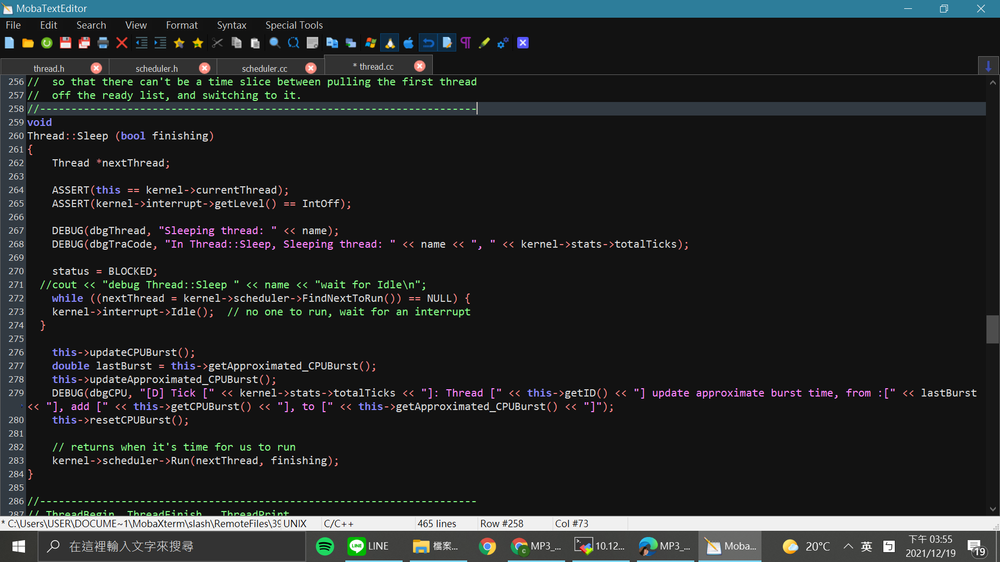 MobaTextEditor
File Edit Search View Format Syntax Special Tools
thread.h scheduler.h scheduler.cc * thread.cc
256 //  so that there can't be a time slice between pulling the first thread
257 //  off the ready list, and switching to it.
258 //----------------------------------------------------------------------
259 void
260 Thread::Sleep (bool finishing)
261 {
262     Thread *nextThread;
263
264     ASSERT(this == kernel->currentThread);
265     ASSERT(kernel->interrupt->getLevel() == IntOff);
266
267     DEBUG(dbgThread, "Sleeping thread: " << name);
268     DEBUG(dbgTraCode, "In Thread::Sleep, Sleeping thread: " << name << ", " << kernel->stats->totalTicks);
269
270     status = BLOCKED;
271   //cout << "debug Thread::Sleep " << name << "wait for Idle\n";
272     while ((nextThread = kernel->scheduler->FindNextToRun()) == NULL) {
273     kernel->interrupt->Idle();  // no one to run, wait for an interrupt
274   }
275
276     this->updateCPUBurst();
277     double lastBurst = this->getApproximated_CPUBurst();
278     this->updateApproximated_CPUBurst();
279     DEBUG(dbgCPU, "[D] Tick [" << kernel->stats->totalTicks << "]: Thread [" << this->getID() << "] update approximate burst time, from :[" << lastBurst
<< "], add [" << this->getCPUBurst() << "], to [" << this->getApproximated_CPUBurst() << "]");
280     this->resetCPUBurst();
281
282     // returns when it's time for us to run
283     kernel->scheduler->Run(nextThread, finishing);
284 }
285
286 //----------------------------------------------------------------------
287 // ThreadBegin, ThreadFinish,  ThreadPrint
* C:\Users\USER\DOCUME~1\MobaXterm\slash\RemoteFiles\39 UNIX C/C++ 465 lines Row #258 Col #73
在這裡輸入文字來搜尋 LINE 檔案... MP3_... 10.12... MP3_... Moba... 20°C 英 ㄅ 下午 03:55
2021/12/19 19